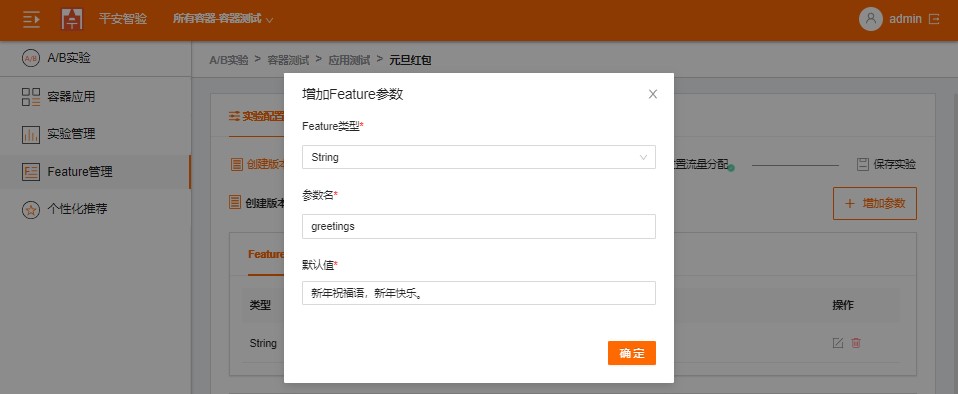 平安智验
所有容器-容器测试
admin
A/B实验
容器应用
实验管理
Feature管理
个性化推荐
A/B实验 > 容器测试 > 应用测试 > 元旦红包
实验配置
创建版本
置流量分配
保存实验
创建版本
+ 增加参数
Feature
类型
操作
String
增加Feature参数
Feature类型*
String
参数名*
greetings
默认值*
新年祝福语，新年快乐。
确定